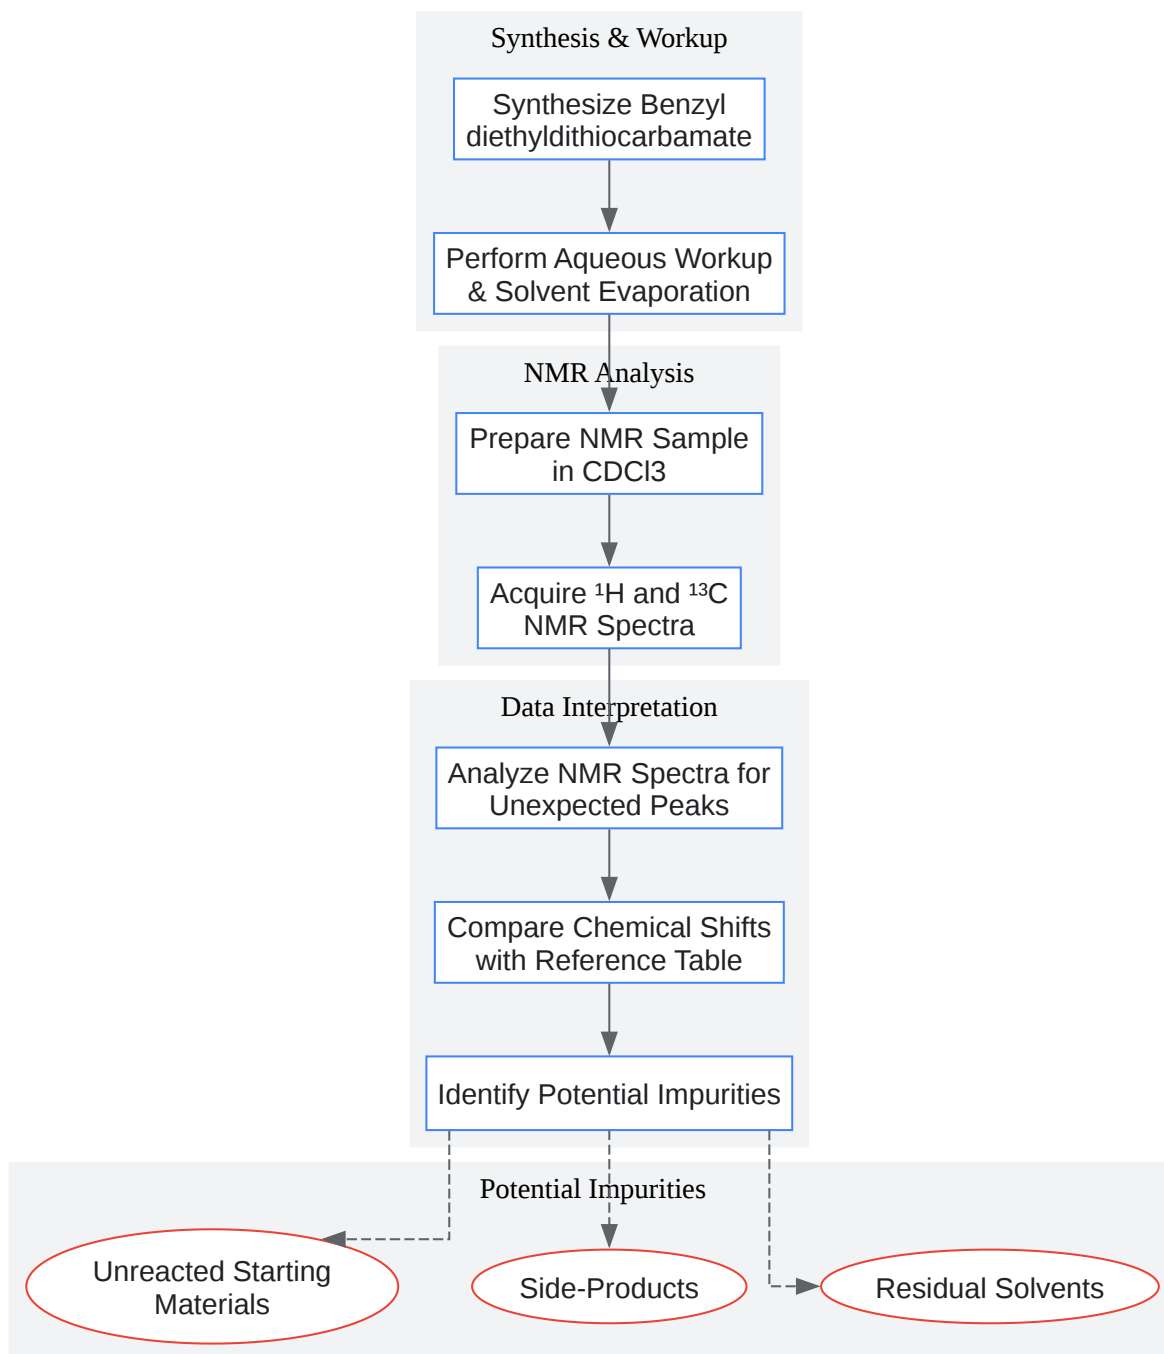 Synthesis & Workup
Synthesize Benzyl
diethyldithiocarbamate
Perform Aqueous Workup
& Solvent Evaporation
NMR Analysis
Prepare NMR Sample
in CDCl3
Acquire ¹H and ¹³C
NMR Spectra
Data Interpretation
Analyze NMR Spectra for
Unexpected Peaks
Compare Chemical Shifts
with Reference Table
Identify Potential Impurities
Potential Impurities
Unreacted Starting
Materials
Side-Products
Residual Solvents